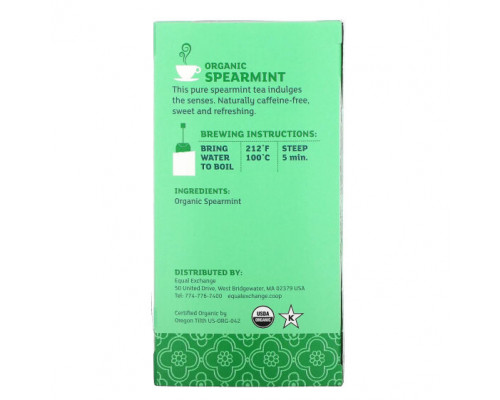 ORGANIC
SPEARMINT
This pure spearmint tea indulges
the senses. Naturally caffeine-free,
sweet and refreshing.
BREWING INSTRUCTIONS:
BRING WATER TO BOIL
212°F 100°C
STEEP 5 min.
INGREDIENTS:
Organic Spearmint
DISTRIBUTED BY:
Equal Exchange
50 United Drive, West Bridgewater, MA 02379 USA
Tel: 774-776-7400 equalexchange.coop
Certified Organic by
Oregon Tilth US-ORG-042
USDA
ORGANIC
K